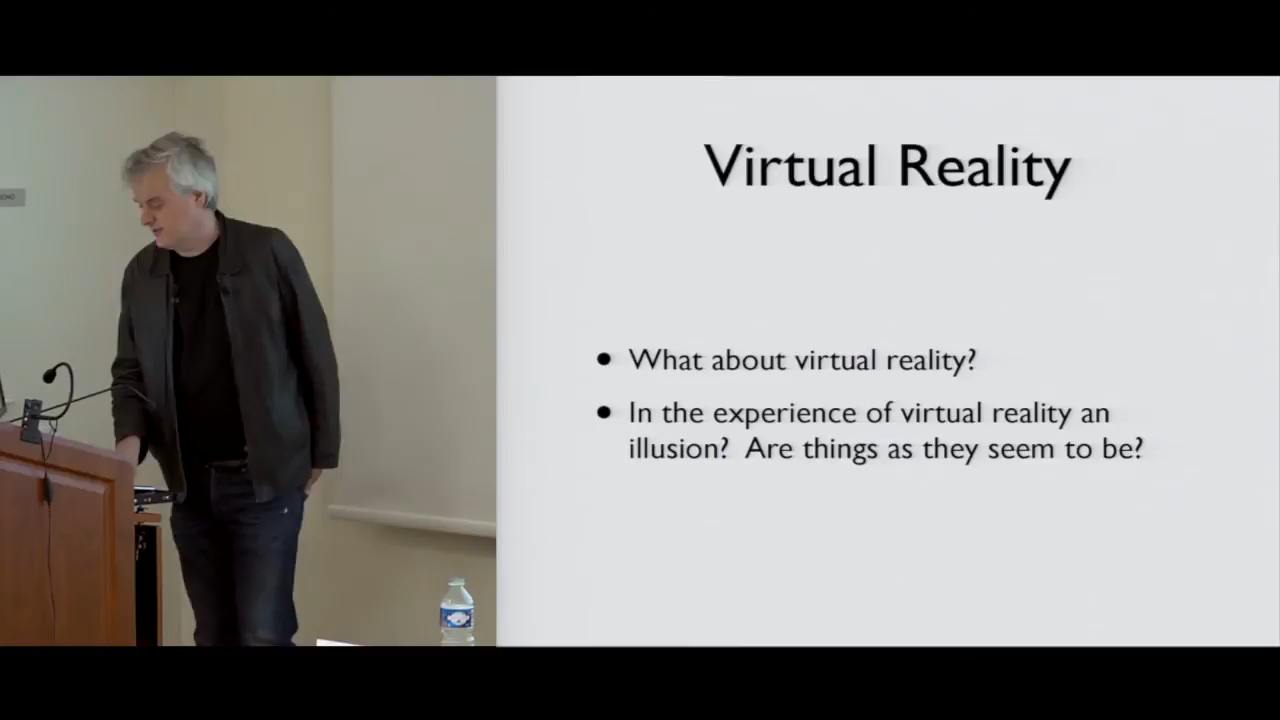 Virtual Reality
• What about virtual reality?
• In the experience of virtual reality an
illusion? Are things as they seem to be?